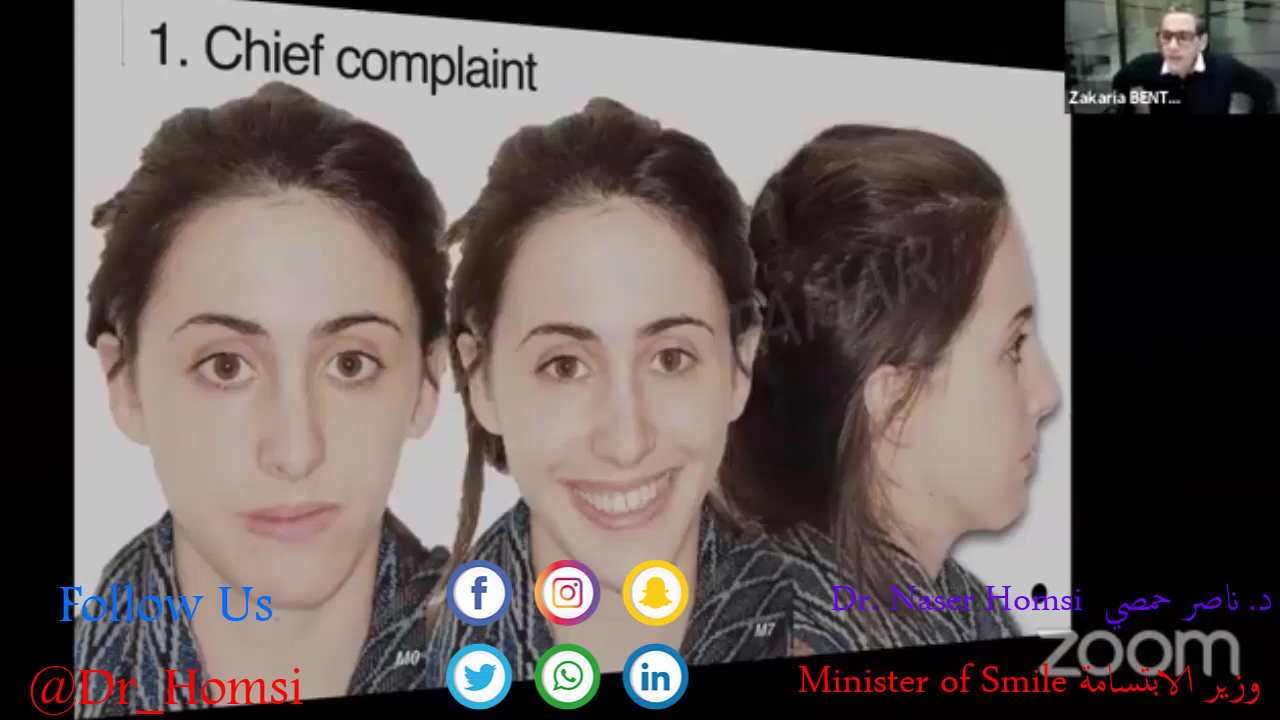 1. Chief complaint
Zakaria BENT...
PANAR
M0
M7
Follow Us
Dr. Naser Homsi د. ناصر حمصي
zoom
@Dr_Homsi
Minister of Smile وزير الابتسامة